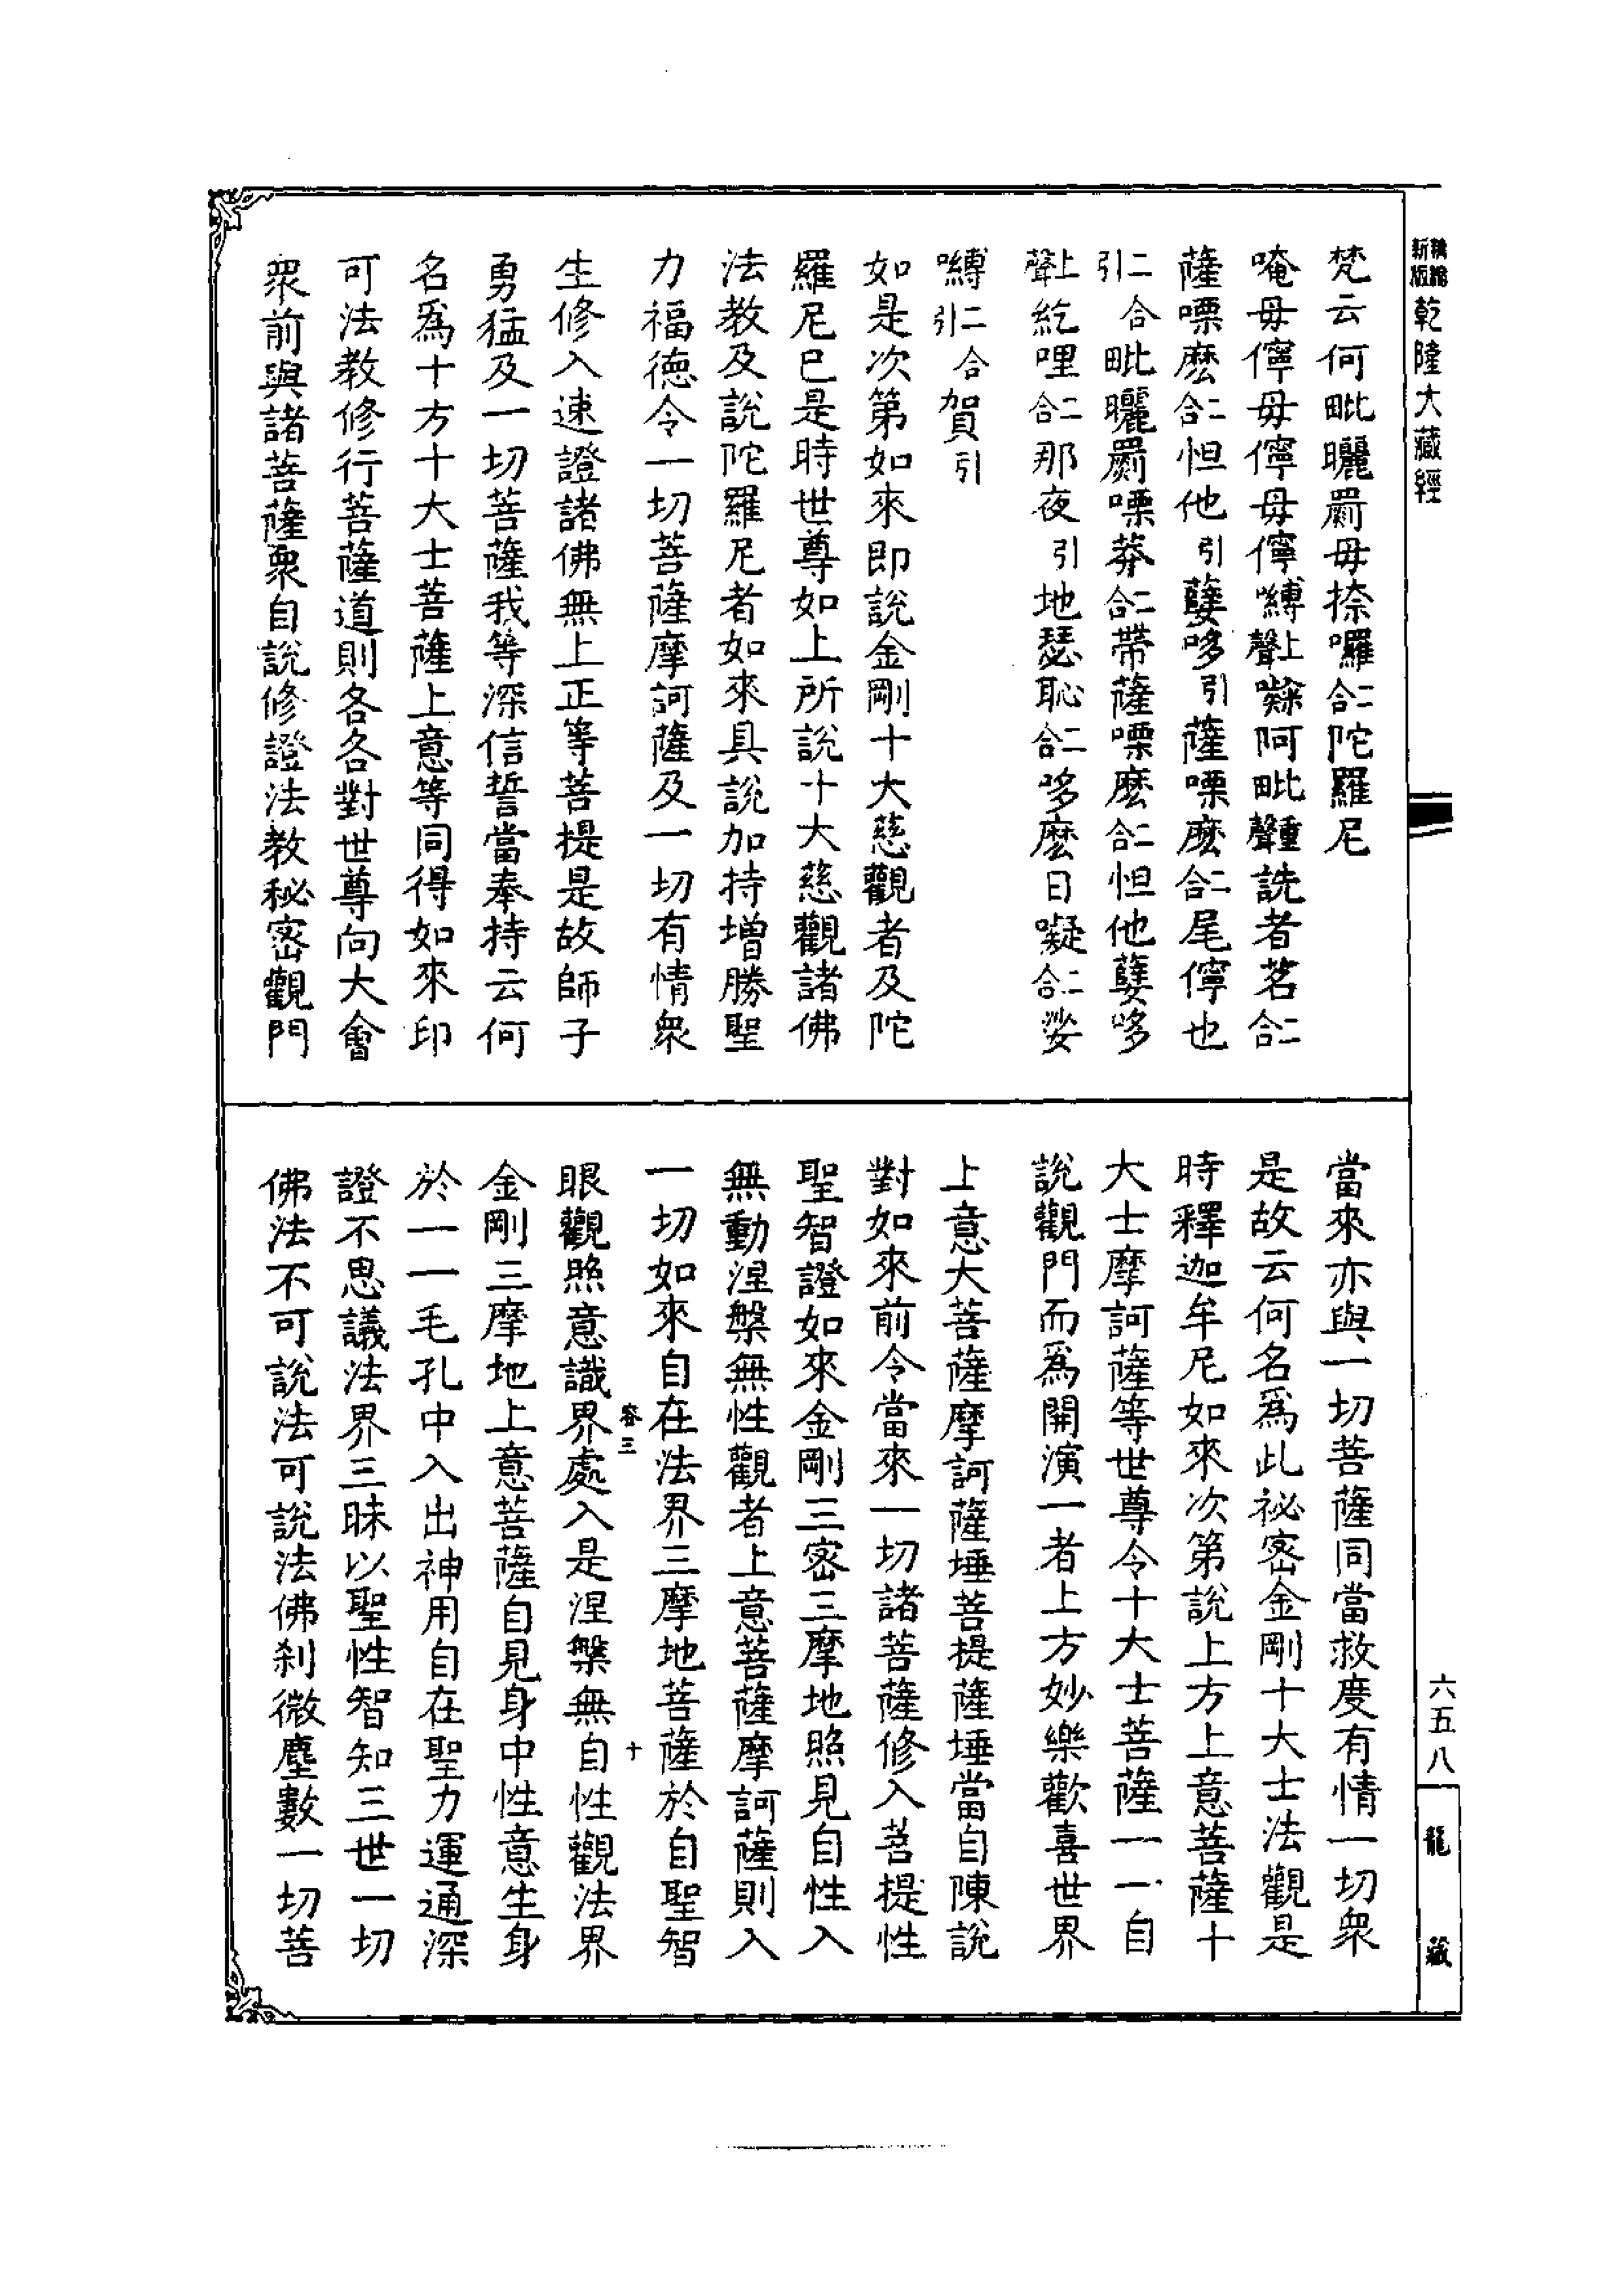 新版 精縮 乾隆大藏經
梵云何毗曬罽毋捺囉二合陀羅尼
唵毋儜毋儜毋儜嚩上聲㘑阿毗重聲詵者茗二合
薩嘌麽二合怛他引蘖哆引薩嘌麽二合尾儜也
二合引毗曬罽嘌莽二合帶薩嘌麽二合怛他蘖哆
上聲紇哩二合那夜引地瑟恥二合哆麽日囇二合娑
嚩二合引賀引
如是次第如來即說金剛十大慈觀者及陀
羅尼已是時世尊如上所說十大慈觀諸佛
法教及說陀羅尼者如來具說加持增勝聖
力福德令一切菩薩摩訶薩及一切有情衆
生修入速證諸佛無上正等菩提是故師子
勇猛及一切菩薩我等深信誓當奉持云何
名爲十方十大士菩薩上意等同得如來印
可法教修行菩薩道則各各對世尊向大會
衆前與諸菩薩衆自說修證法教秘密觀門
當來亦與一切菩薩同當救度有情一切衆
是故云何名爲此祕密金剛十大士法觀是
時釋迦牟尼如來次第說上方上意菩薩十
大士摩訶薩等世尊令十大士菩薩一一自
說觀門而爲開演一者上方妙樂歡喜世界
上意大菩薩摩訶薩埵菩提薩埵當自陳說
對如來前令當來一切諸菩薩修入菩提性
聖智證如來金剛三密三摩地照見自性入
無動涅槃無性觀者上意菩薩摩訶薩則入
一切如來自在法界三摩地菩薩於自聖智
容三 十
眼觀照意識界處入是涅槃無自性觀法界
金剛三摩地上意菩薩自見身中性意生身
於一一毛孔中入出神用自在聖力運通深
證不思議法界三昧以聖性智知三世一切
佛法不可說法可說法佛刹微塵數一切菩
六五八
龍藏